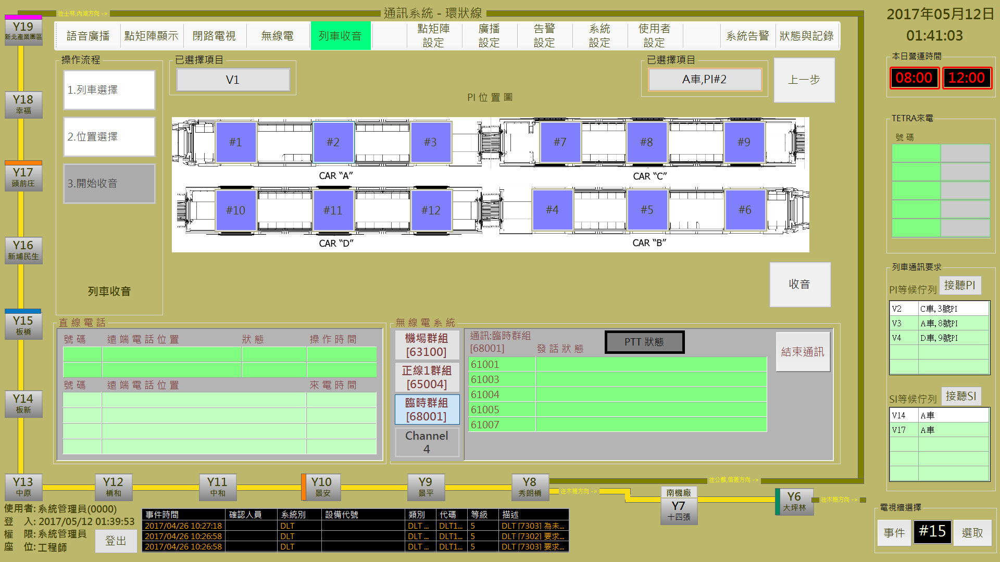 往士林,內湖方向 ->
通訊系統 - 環狀線
2017年05月12日
01:41:03
Y19
新北產業園區
語音廣播
點矩陣顯示
閉路電視
無線電
列車收音
點矩陣
設定
廣播
設定
告警
設定
系統
設定
使用者
設定
系統告警
狀態與記錄
操作流程
1.列車選擇
2.位置選擇
3.開始收音
列車收音
已選擇項目
V1
已選擇項目
A車,PI#2
上一步
PI 位 置 圖
#1
#2
#3
#7
#8
#9
CAR “A”
CAR “C”
#10
#11
#12
#4
#5
#6
CAR “D”
CAR “B”
收音
本日營運時間
08:00
12:00
TETRA來電
號 碼
列車通訊要求
PI等候佇列
接聽PI
V2 C車,3號PI
V3 A車,8號PI
V4 D車,9號PI
SI等候佇列
接聽SI
V14 A車
V17 A車
Y18
幸福
Y17
頭前庄
Y16
新埔民生
Y15
板橋
Y14
板新
直 線 電 話
號 碼 遠 端 電 話 位 置 狀 態 操 作 時 間
號 碼 遠 端 電 話 位 置 來 電 時 間
無 線 電 系 統
機場群組
[63100]
正線1群組
[65004]
臨時群組
[68001]
Channel
4
通訊:臨時群組
[68001]
發 話 狀 態
PTT 狀態
結束通訊
61001
61003
61004
61005
61007
Y13
中原
Y12
橋和
Y11
中和
Y10
景安
Y9
景平
Y8
秀朗橋
往公館,信義方向 ->
往木柵方向 ->
南機廠
Y7
十四張
Y6
大坪林
往木柵方向 ->
使用者: 系統管理員(0000)
登 入: 2017/05/12 01:39:53
權 限: 系統管理員
座 位: 工程師
登出
事件時間 確認人員 系統別 設備代號 類別 代碼 等級 描述
2017/04/26 10:27:18 DLT DLT ... DLT1... 5 DLT [7303] 為未...
2017/04/26 10:26:58 DLT DLT ... DLT1... 5 DLT [7302] 要求...
2017/04/26 10:26:58 DLT DLT ... DLT1... 5 DLT [7303] 要求...
電視牆選擇
事件
#15
選取